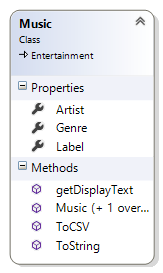 Music
Class
Entertainment
Properties
Artist
Genre
Label
Methods
getDisplayText
Music (+ 1 over...
ToCSV
ToString